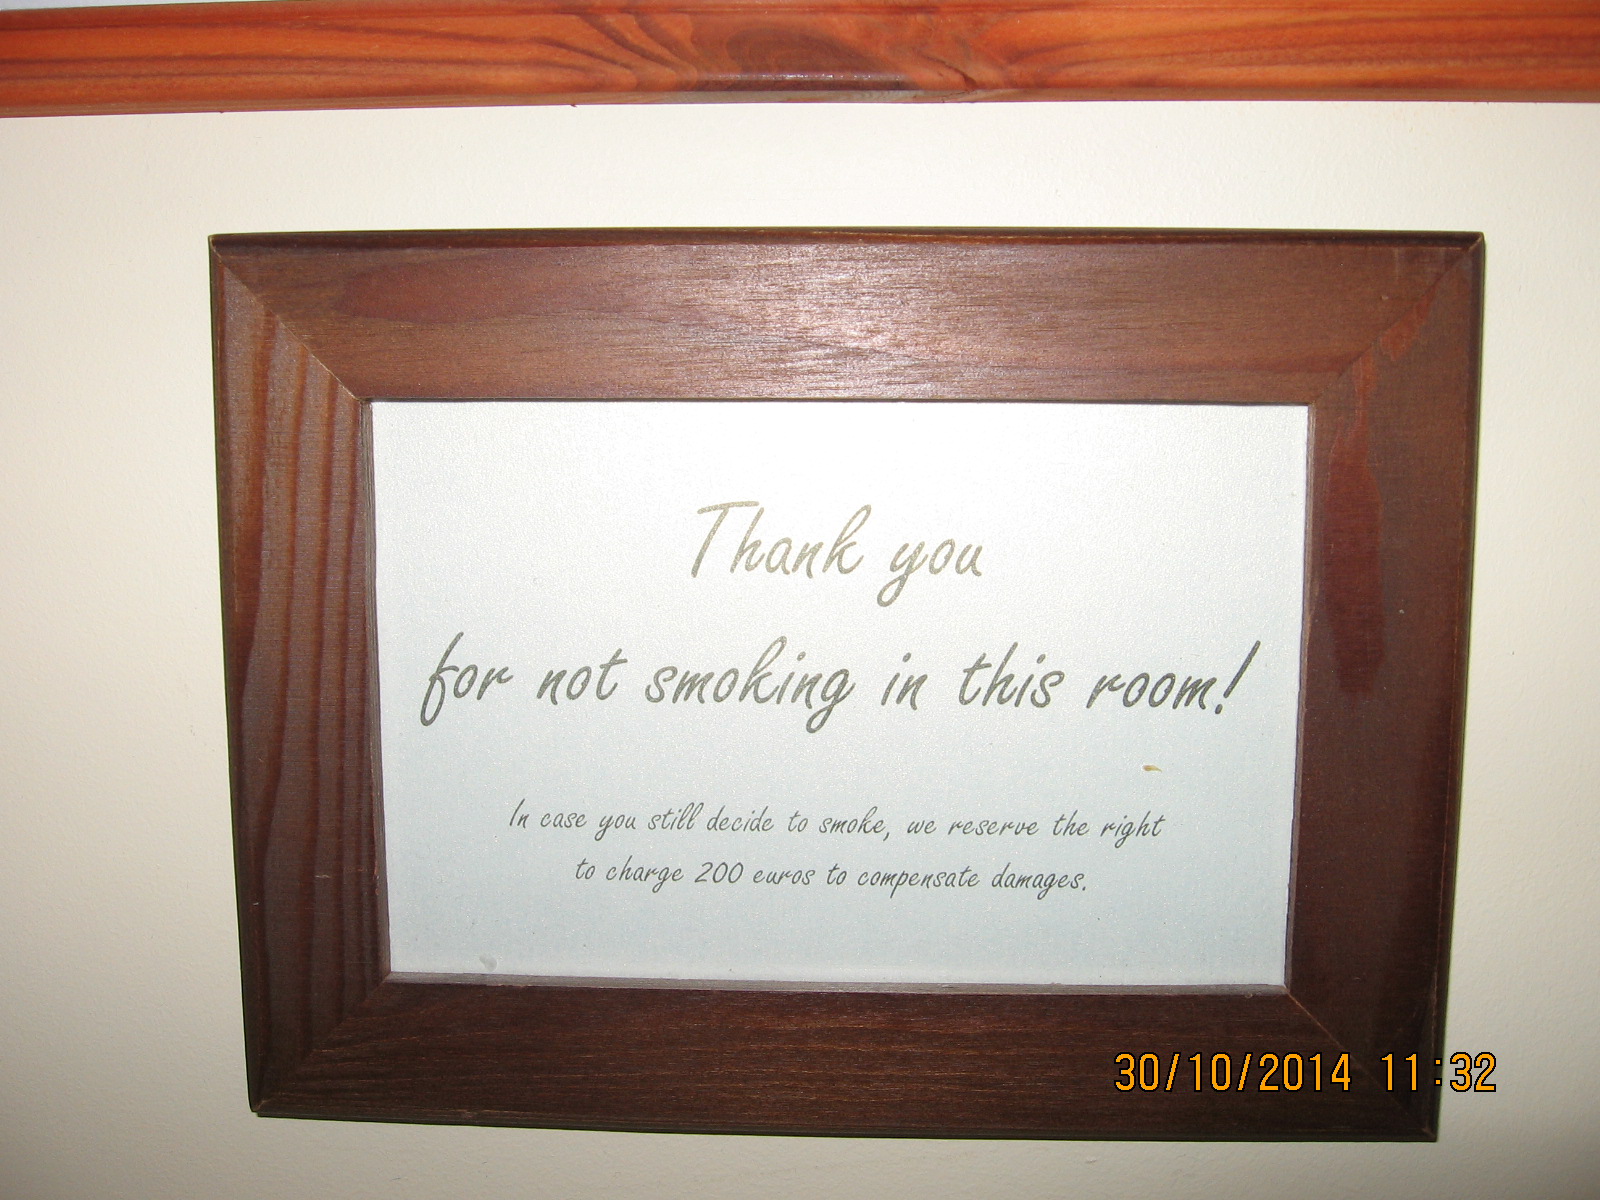 Thank you
for not smoking in this room!
In case you still decide to smoke, we reserve the right
to charge 200 euros to compensate damages.
30/10/2014 11:32